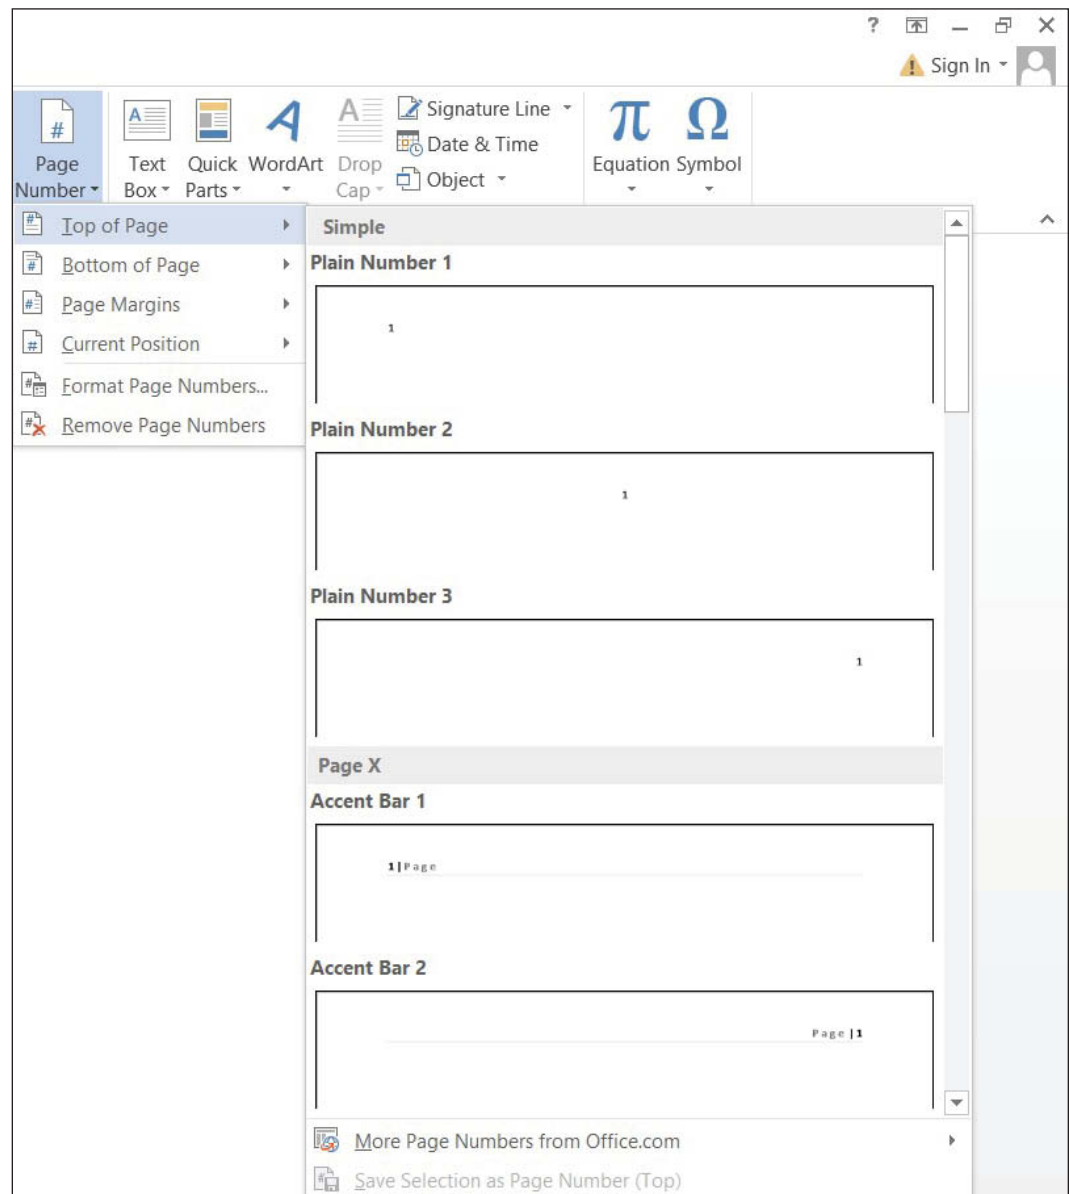 ?
Sign In
#
A
A
A
Signature Line
π
Ω
Date & Time
Page
Number
Text
Box
Quick
Parts
WordArt
Drop
Cap
Object
Equation
Symbol
Top of Page
Bottom of Page
Page Margins
Current Position
Format Page Numbers...
Remove Page Numbers
Simple
Plain Number 1
1
Plain Number 2
1
Plain Number 3
1
Page X
Accent Bar 1
1|Page
Accent Bar 2
Page|1
More Page Numbers from Office.com
Save Selection as Page Number (Top)